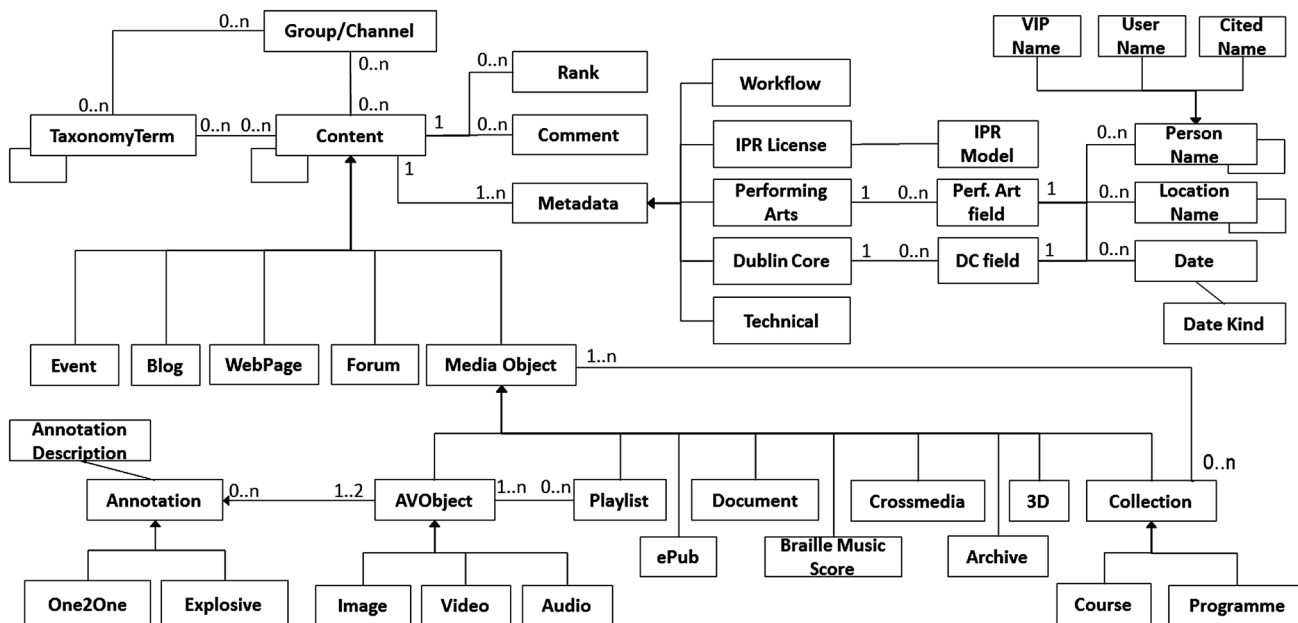 VIP
Name
User
Name
Cited
Name
0..n
Group/Channel
0..n
Rank
0..n
Workflow
0..n
0..n
TaxonomyTerm
0..n
0..n
Content
1
0..n
Comment
IPR License
IPR
Model
0..n
Person
Name
1
1..n
Metadata
Performing
Arts
1
0..n
Perf. Art
field
1
0..n
Location
Name
Dublin Core
1
0..n
DC field
1
0..n
Date
Technical
Date Kind
Event
Blog
WebPage
Forum
Media Object
1..n
Annotation
Description
0..n
Annotation
0..n
1..2
AVObject
1..n
0..n
Playlist
Document
Crossmedia
3D
Collection
ePub
Braille Music
Score
Archive
One2One
Explosive
Image
Video
Audio
Course
Programme